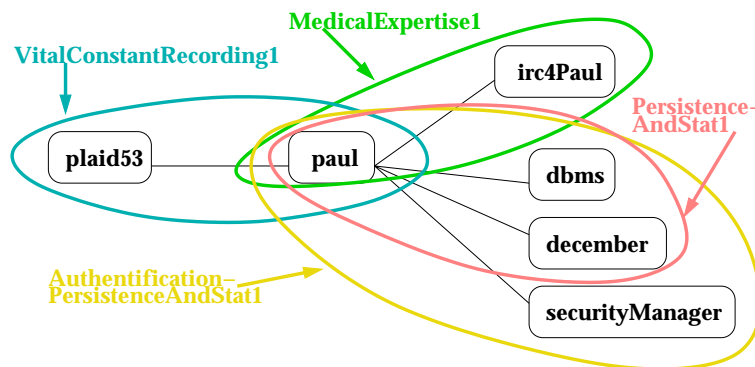 MedicalExpertise1
VitalConstantRecording1
irc4Paul
Persistence–
AndStat1
plaid53
paul
dbms
december
Authentification–
PersistenceAndStat1
securityManager